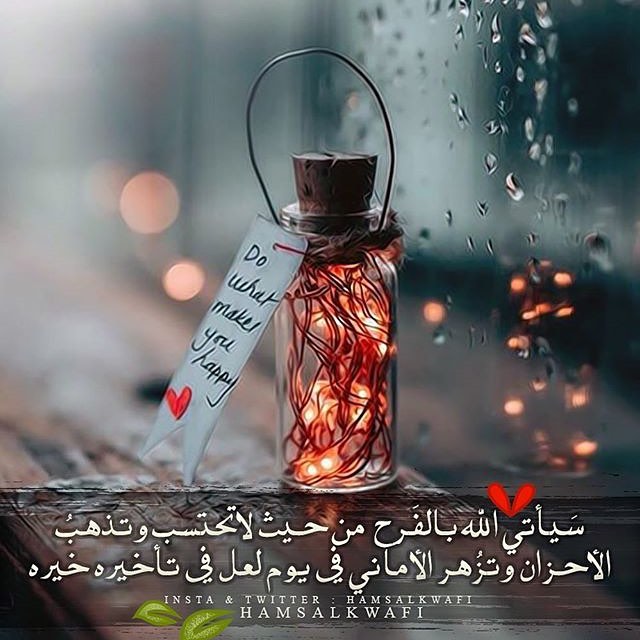 Do
what
makes
you
happy
سَيأتي الله بالفَرح من حيث لاتحتسب وتذهبُ
الأحزان وتزُهر الأماني في يوم لعل في تأخيره خيره
INSTA & TWITTER : HAMSALKWAFI
HAMSALKWAFI